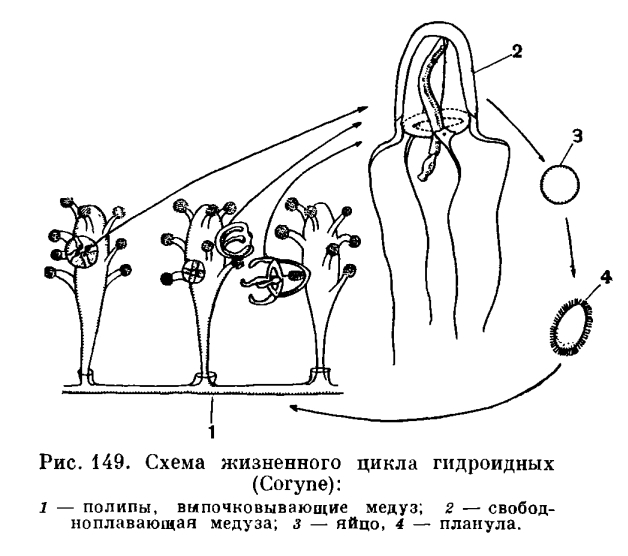 2
3
4
1
Рис. 149. Схема жизненного цикла гидроидных
(Coryne):
1 — полипы, выпочковывающие медуз; 2 — свобод-
ноплавающая медуза; 3 — яйцо, 4 — планула.